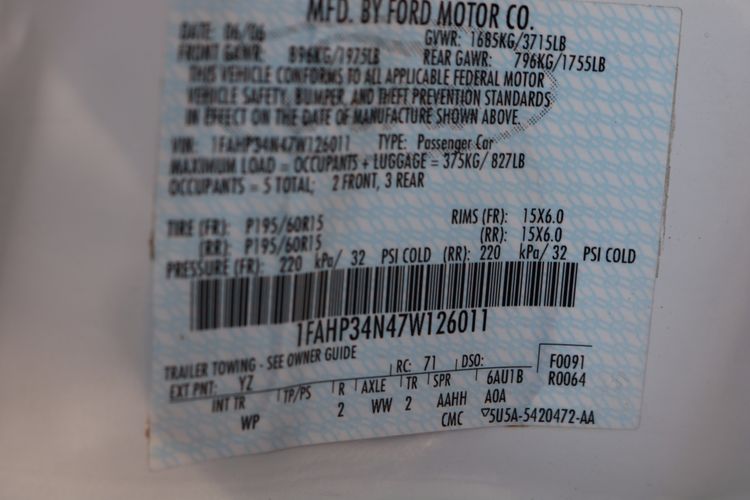 MFD. BY FORD MOTOR CO.
DATE: 06/06 GVWR: 1685KG/3715LB
FRONT GAWR: 896KG/1975LB REAR GAWR: 796KG/1755LB
THIS VEHICLE CONFORMS TO ALL APPLICABLE FEDERAL MOTOR
VEHICLE SAFETY, BUMPER, AND THEFT PREVENTION STANDARDS
IN EFFECT ON THE DATE OF MANUFACTURE SHOWN ABOVE.
VIN: 1FAHP34N47W126011 TYPE: Passenger Car
MAXIMUM LOAD = OCCUPANTS + LUGGAGE = 375KG/ 827LB
OCCUPANTS = 5 TOTAL; 2 FRONT, 3 REAR
TIRE (FR): P195/60R15 RIMS (FR): 15X6.0
(RR): P195/60R15 (RR): 15X6.0
PRESSURE (FR): 220 kPa/ 32 PSI COLD (RR): 220 kPa/ 32 PSI COLD
1FAHP34N47W126011
TRAILER TOWING - SEE OWNER GUIDE
EXT PNT: YZ RC: 71 DSO: F0091
R0064
INT TR TP/PS R AXLE TR SPR 6AU1B
WP 2 WW 2 AAHH AOA
CMC 5U5A-5420472-AA